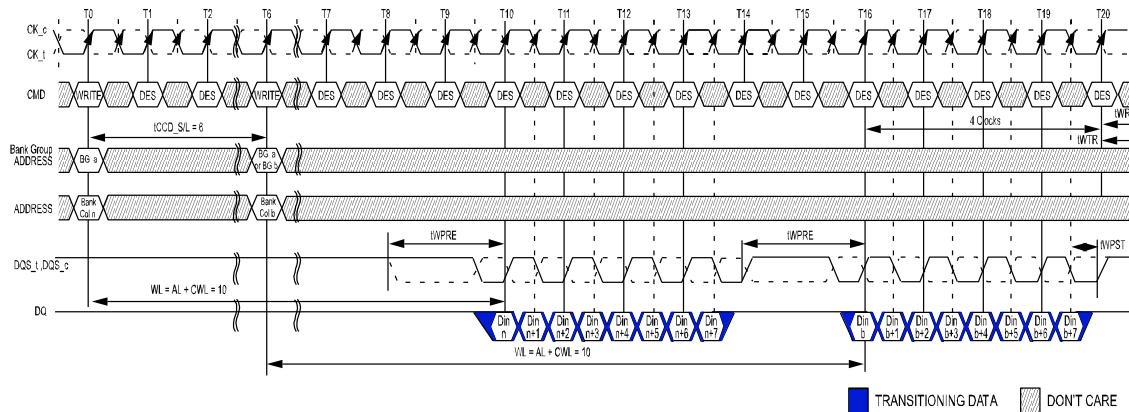 T0 T1 T2 T6 T7 T8 T9 T10 T11 T12 T13 T14 T15 T16 T17 T18 T19 T20
CK_c
CK_t
CMD WRITE DES DES WRITE DES DES DES DES DES DES DES DES DES DES DES DES DES DES
tCCD_S/L = 6
4 Clocks
tWR
tWTR
Bank Group
ADDRESS
BG a
BG a
or BG b
ADDRESS
Bank
Col n
Bank
Col b
tWPRE
tWPRE
tWPST
DQS_t ,DQS_c
WL = AL + CWL = 10
DQ
Din
n
Din
n+1
Din
n+2
Din
n+3
Din
n+4
Din
n+5
Din
n+6
Din
n+7
Din
b
Din
b+1
Din
b+2
Din
b+3
Din
b+4
Din
b+5
Din
b+6
Din
b+7
WL = AL + CWL = 10
TRANSITIONING DATA
DON'T CARE